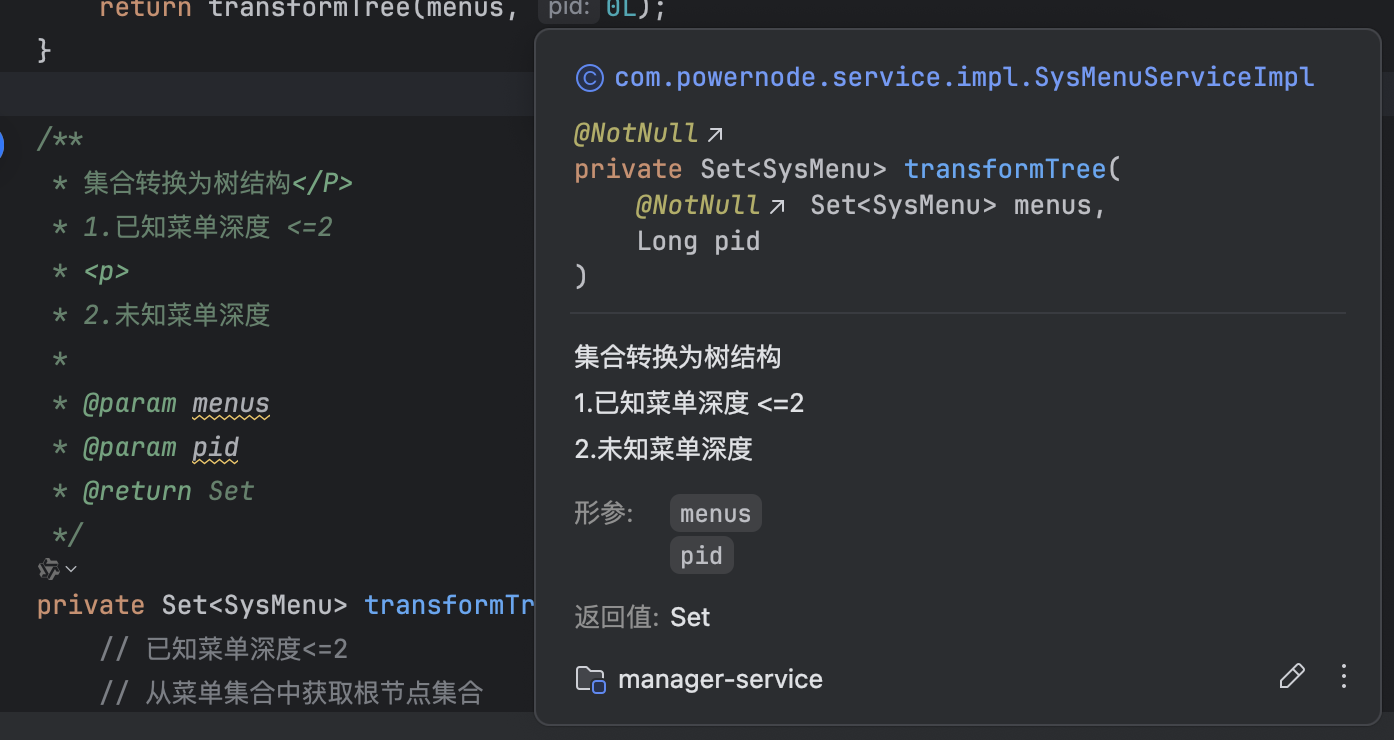 return transformTree(menus, pid: 0L);
}
/**
* 集合转换为树结构</P>
* 1.已知菜单深度 <=2
* <p>
* 2.未知菜单深度
*
* @param menus
* @param pid
* @return Set
*/
private Set<SysMenu> transformTr
// 已知菜单深度<=2
// 从菜单集合中获取根节点集合
com.powernode.service.impl.SysMenuServiceImpl
@NotNull
private Set<SysMenu> transformTree(
@NotNull Set<SysMenu> menus,
Long pid
)
集合转换为树结构
1.已知菜单深度 <=2
2.未知菜单深度
形参: menus
pid
返回值: Set
manager-service